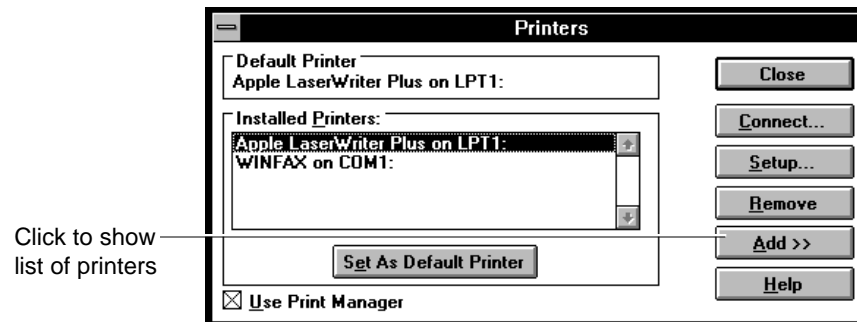 Printers
Default Printer
Apple LaserWriter Plus on LPT1:
Installed Printers:
Apple LaserWriter Plus on LPT1:
WINFAX on COM1:
Set As Default Printer
Use Print Manager
Close
Connect...
Setup...
Remove
Add >>
Help
Click to show
list of printers